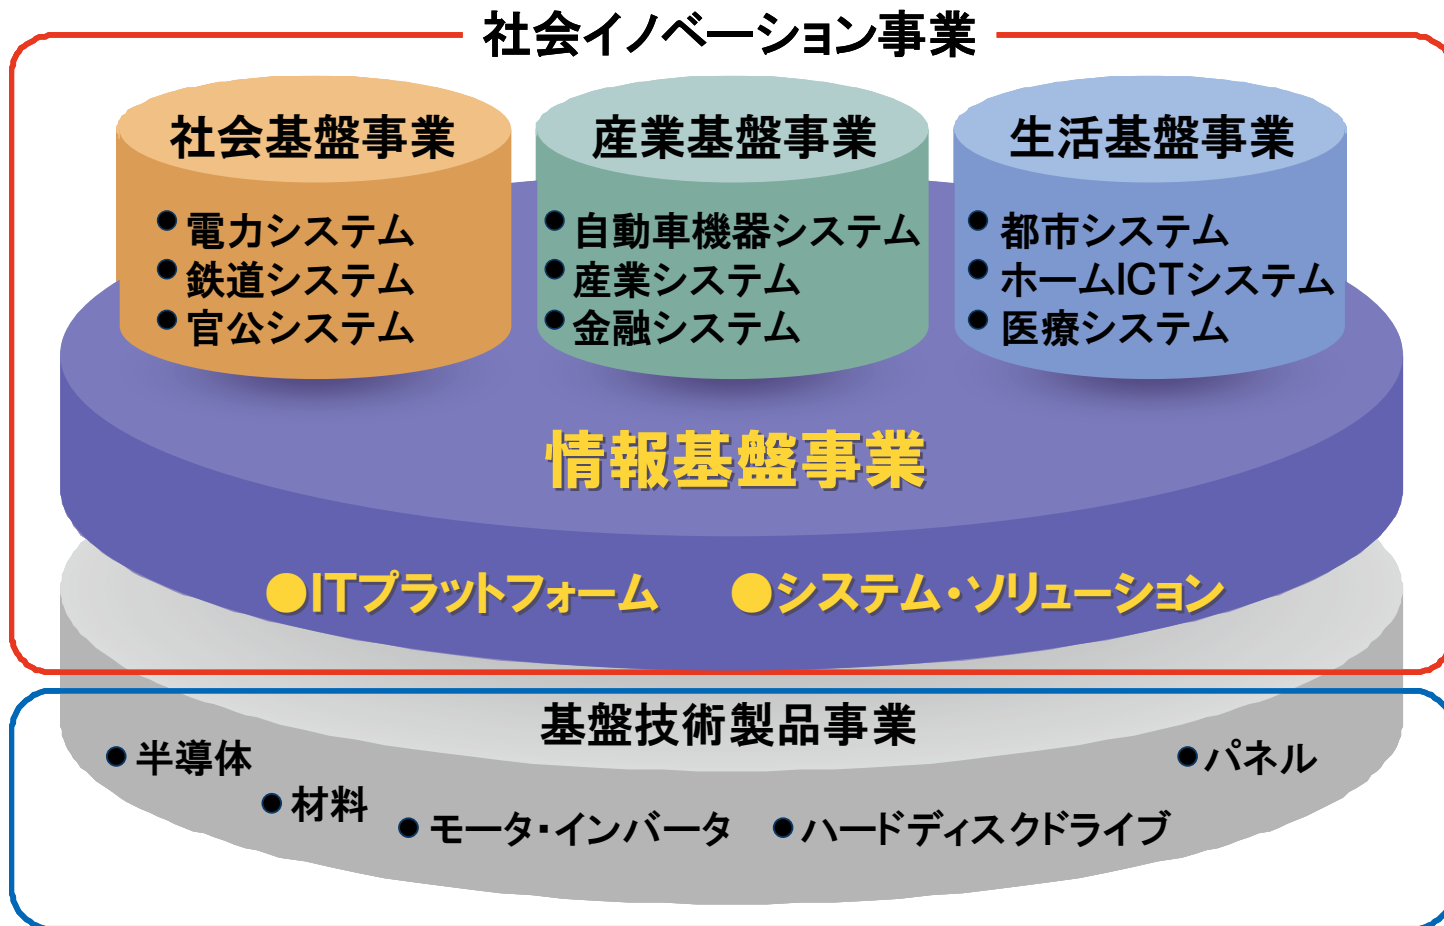 社会イノベーション事業
社会基盤事業
● 電力システム
● 鉄道システム
● 官公システム
産業基盤事業
● 自動車機器システム
● 産業システム
● 金融システム
生活基盤事業
● 都市システム
● ホームICTシステム
● 医療システム
情報基盤事業
●ITプラットフォーム ●システム・ソリューション
基盤技術製品事業
● 半導体
● 材料
● モータ・インバータ
● ハードディスクドライブ
● パネル